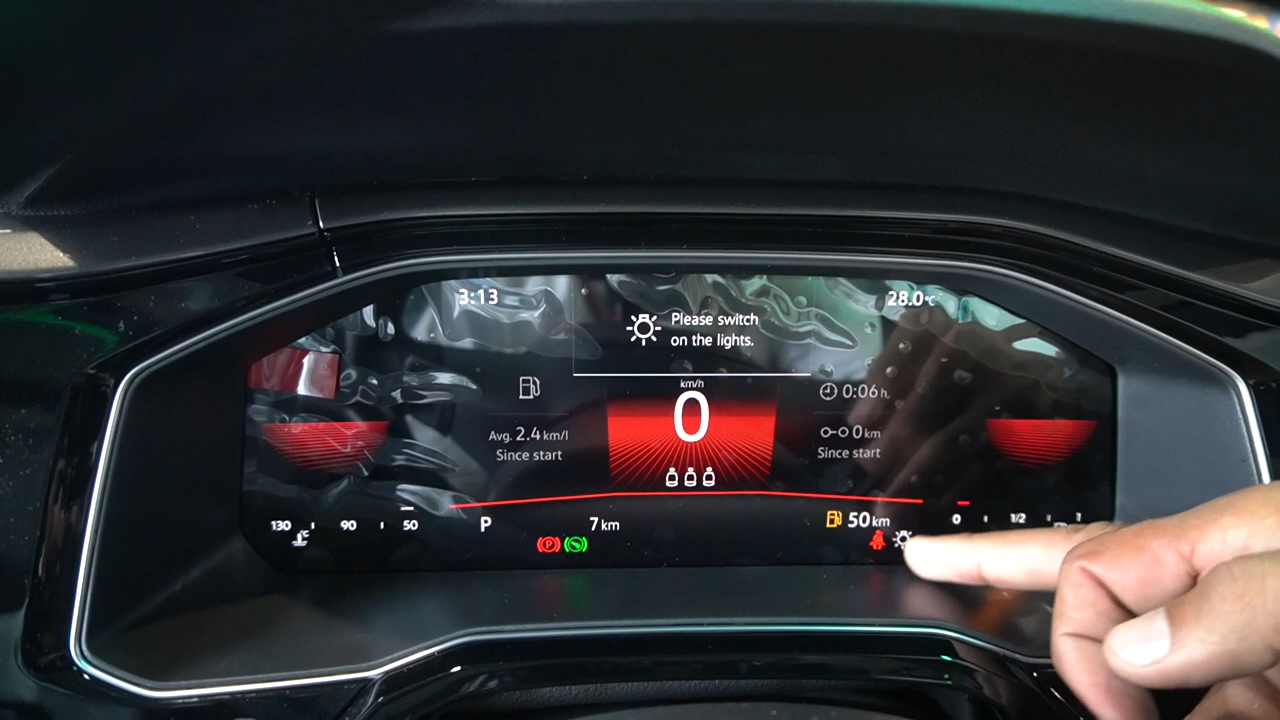 3:13
28.0°C
Please switch
on the lights.
km/h
0
0:06 h
Avg. 2.4 km/l
Since start
0 km
Since start
130
90
50
P
7 km
50 km
0
1/2
P